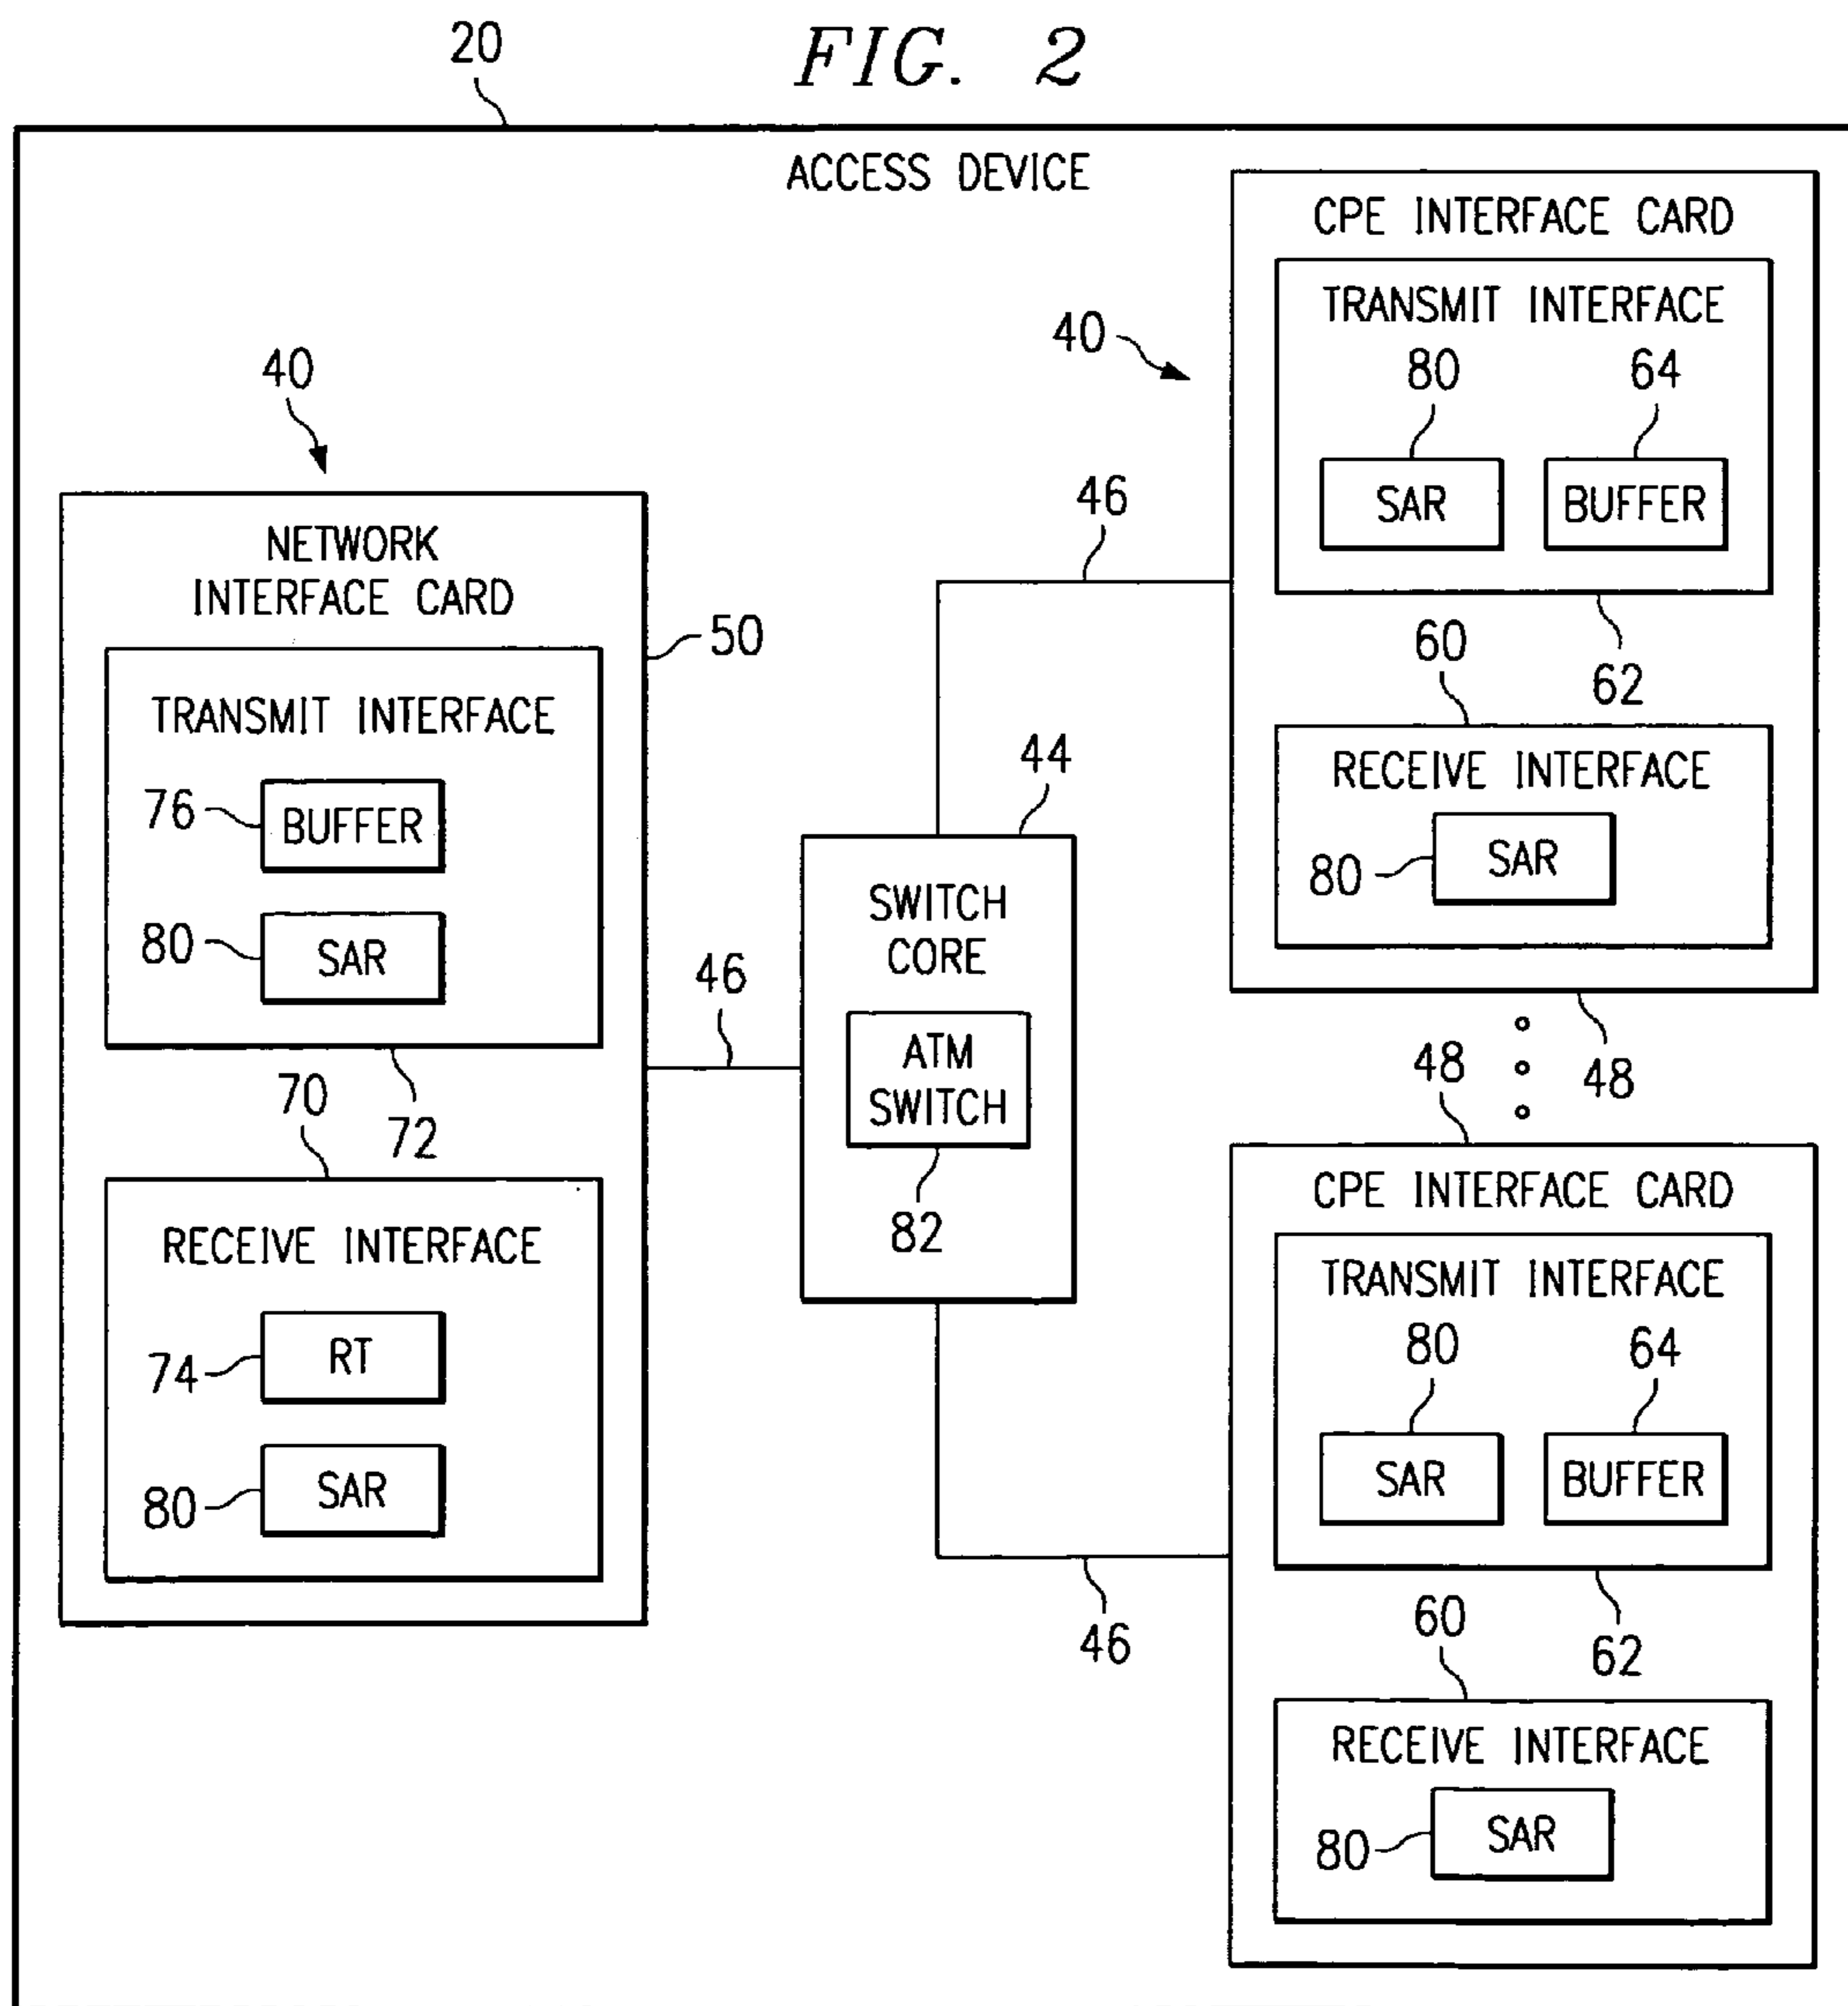 FIG. 2
20
ACCESS DEVICE
40
NETWORK
INTERFACE CARD
50
TRANSMIT INTERFACE
76
BUFFER
80
SAR
72
70
RECEIVE INTERFACE
74
RT
80
SAR
46
44
SWITCH
CORE
ATM
SWITCH
82
46
46
40
CPE INTERFACE CARD
TRANSMIT INTERFACE
80
64
SAR
BUFFER
60
62
RECEIVE INTERFACE
80
SAR
48
48
CPE INTERFACE CARD
TRANSMIT INTERFACE
80
64
SAR
BUFFER
60
62
RECEIVE INTERFACE
80
SAR